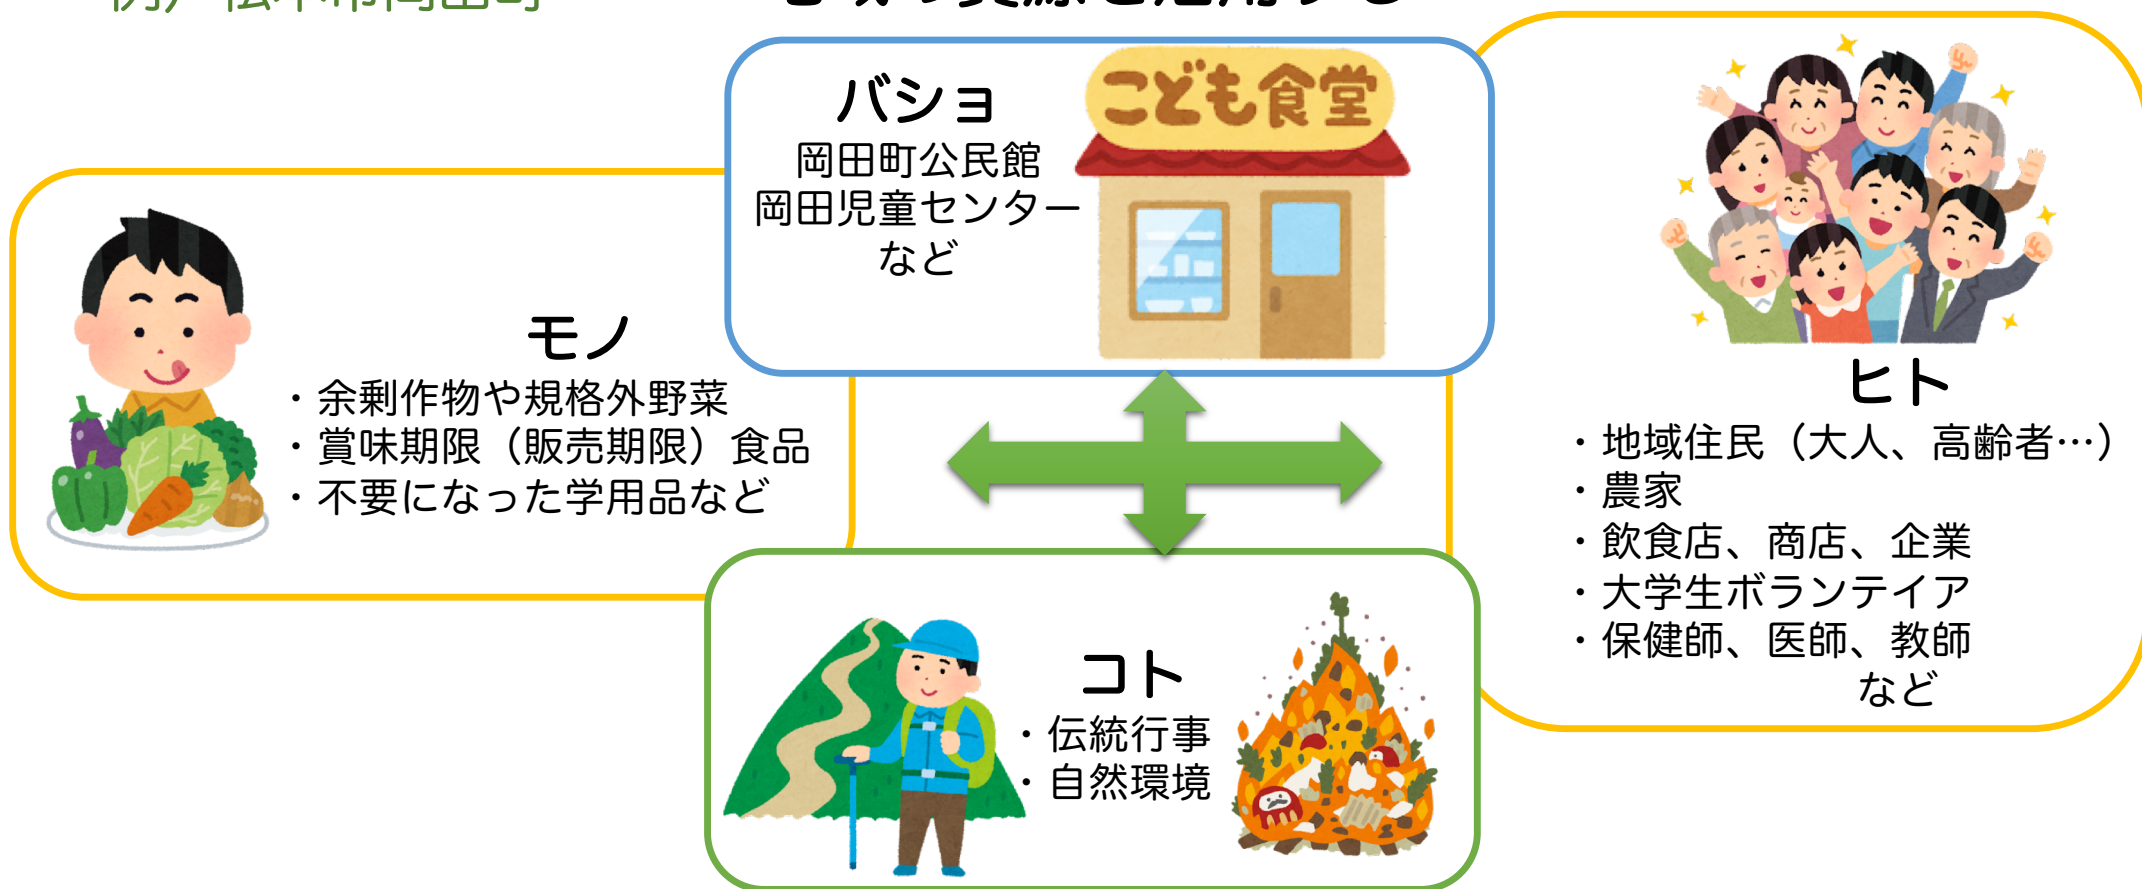 バショ
岡田町公民館
岡田児童センター
など
こども食堂
モノ
・余剰作物や規格外野菜
・賞味期限（販売期限）食品
・不要になった学用品など
ヒト
・地域住民（大人、高齢者…）
・農家
・飲食店、商店、企業
・大学生ボランテイア
・保健師、医師、教師
など
コト
・伝統行事
・自然環境